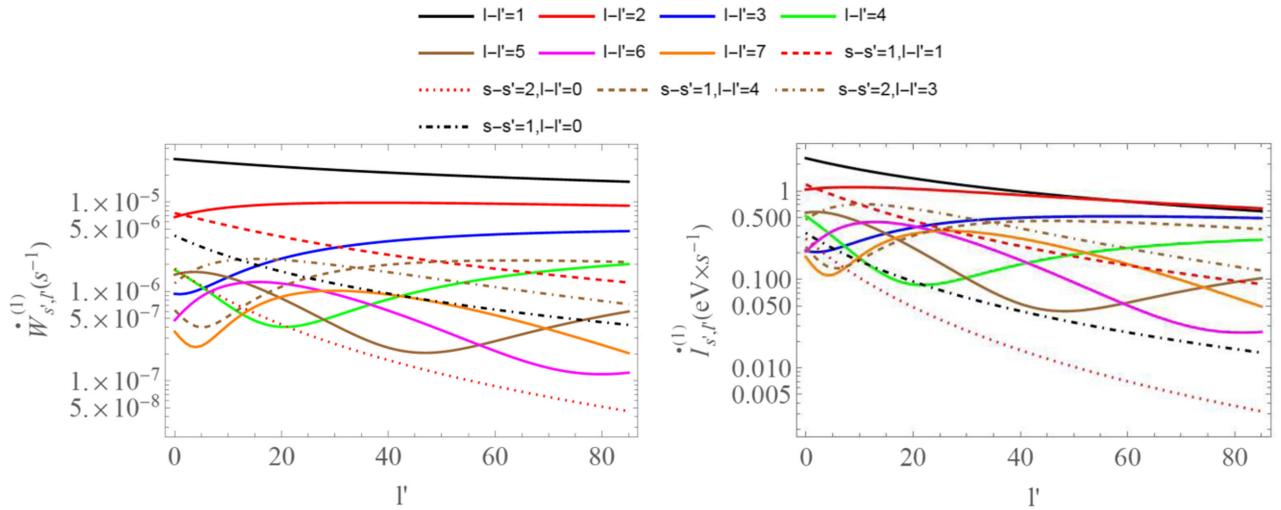 l-l'=1 l-l'=2 l-l'=3 l-l'=4
l-l'=5 l-l'=6 l-l'=7 s-s'=1,l-l'=1
s-s'=2,l-l'=0 s-s'=1,l-l'=4 s-s'=2,l-l'=3
s-s'=1,l-l'=0
Ẇ_{s',l'}^{(1)}(s^{-1})
1.×10^{-5}
5.×10^{-6}
1.×10^{-6}
5.×10^{-7}
1.×10^{-7}
5.×10^{-8}
0 20 40 60 80
l'
İ_{s',l'}^{(1)}(eV×s^{-1})
1
0.500
0.100
0.050
0.010
0.005
0 20 40 60 80
l'